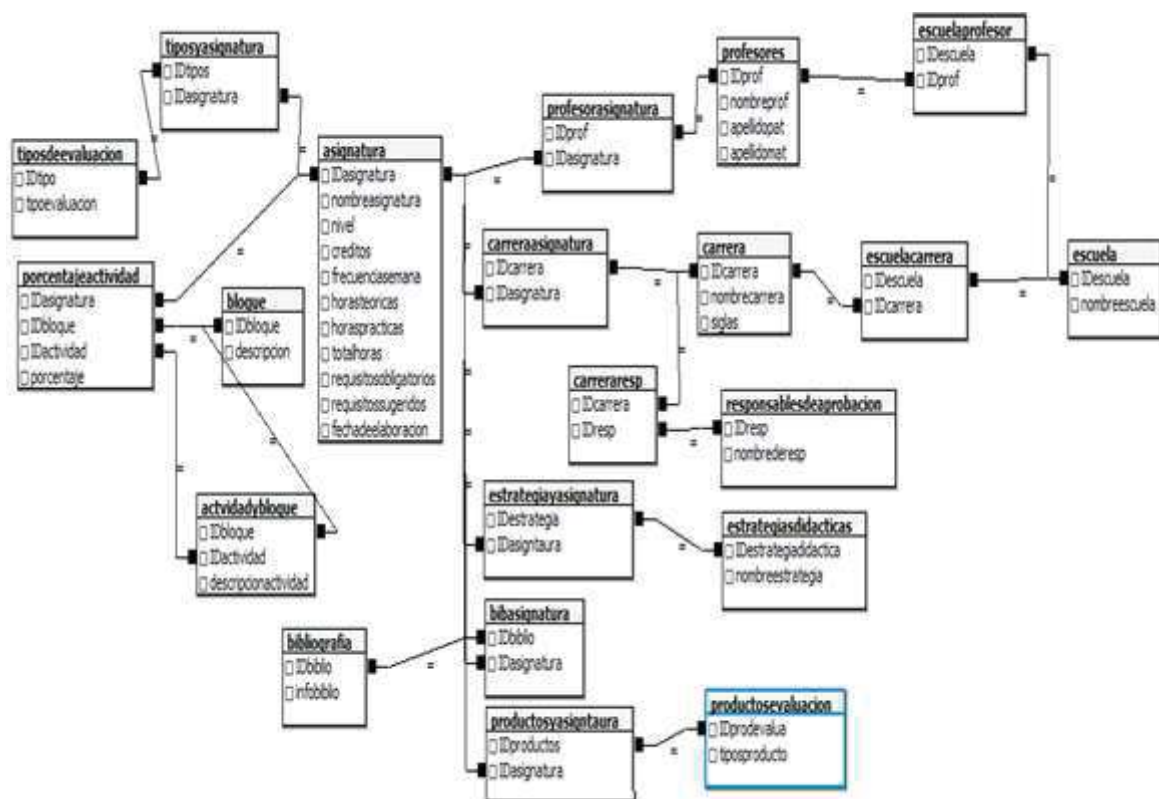 tiposyasignatura
IDtipos
IDasignatura
tiposdeevaluacion
IDtipo
tipoevaluacion
porcentajeactividad
IDasignatura
IDbloque
IDactividad
porcentaje
bloque
IDbloque
descripcion
actvidadybloque
IDbloque
IDactividad
descripcionactividad
asignatura
IDasignatura
nombreasignatura
nivel
creditos
frecuenciasemana
horasteoricas
horaspracticas
totalhoras
requisitosobligatorios
requisitossugeridos
fechadeelaboracion
profesorasignatura
IDprof
IDasignatura
profesores
IDprof
nombreprof
apellidopat
apellidomat
escuelaprofesor
IDescuela
IDprof
carreraasignatura
IDcarrera
IDasignatura
carrera
IDcarrera
nombrecarrera
siglas
escuelacarrera
IDescuela
IDcarrera
escuela
IDescuela
nombreescuela
carreraresp
IDcarrera
IDresp
responsablesdeaprobacion
IDresp
nombrederesp
estrategiayasignatura
IDestrategia
IDasigntaura
estrategiasdidacticas
IDestrategiadidactica
nombreestrategia
bibliografia
IDbiblio
infobiblio
bibasignatura
IDbiblio
IDasignatura
productosyasigntaura
IDproductos
IDasignatura
productosevaluacion
IDprodevalua
tiposproducto